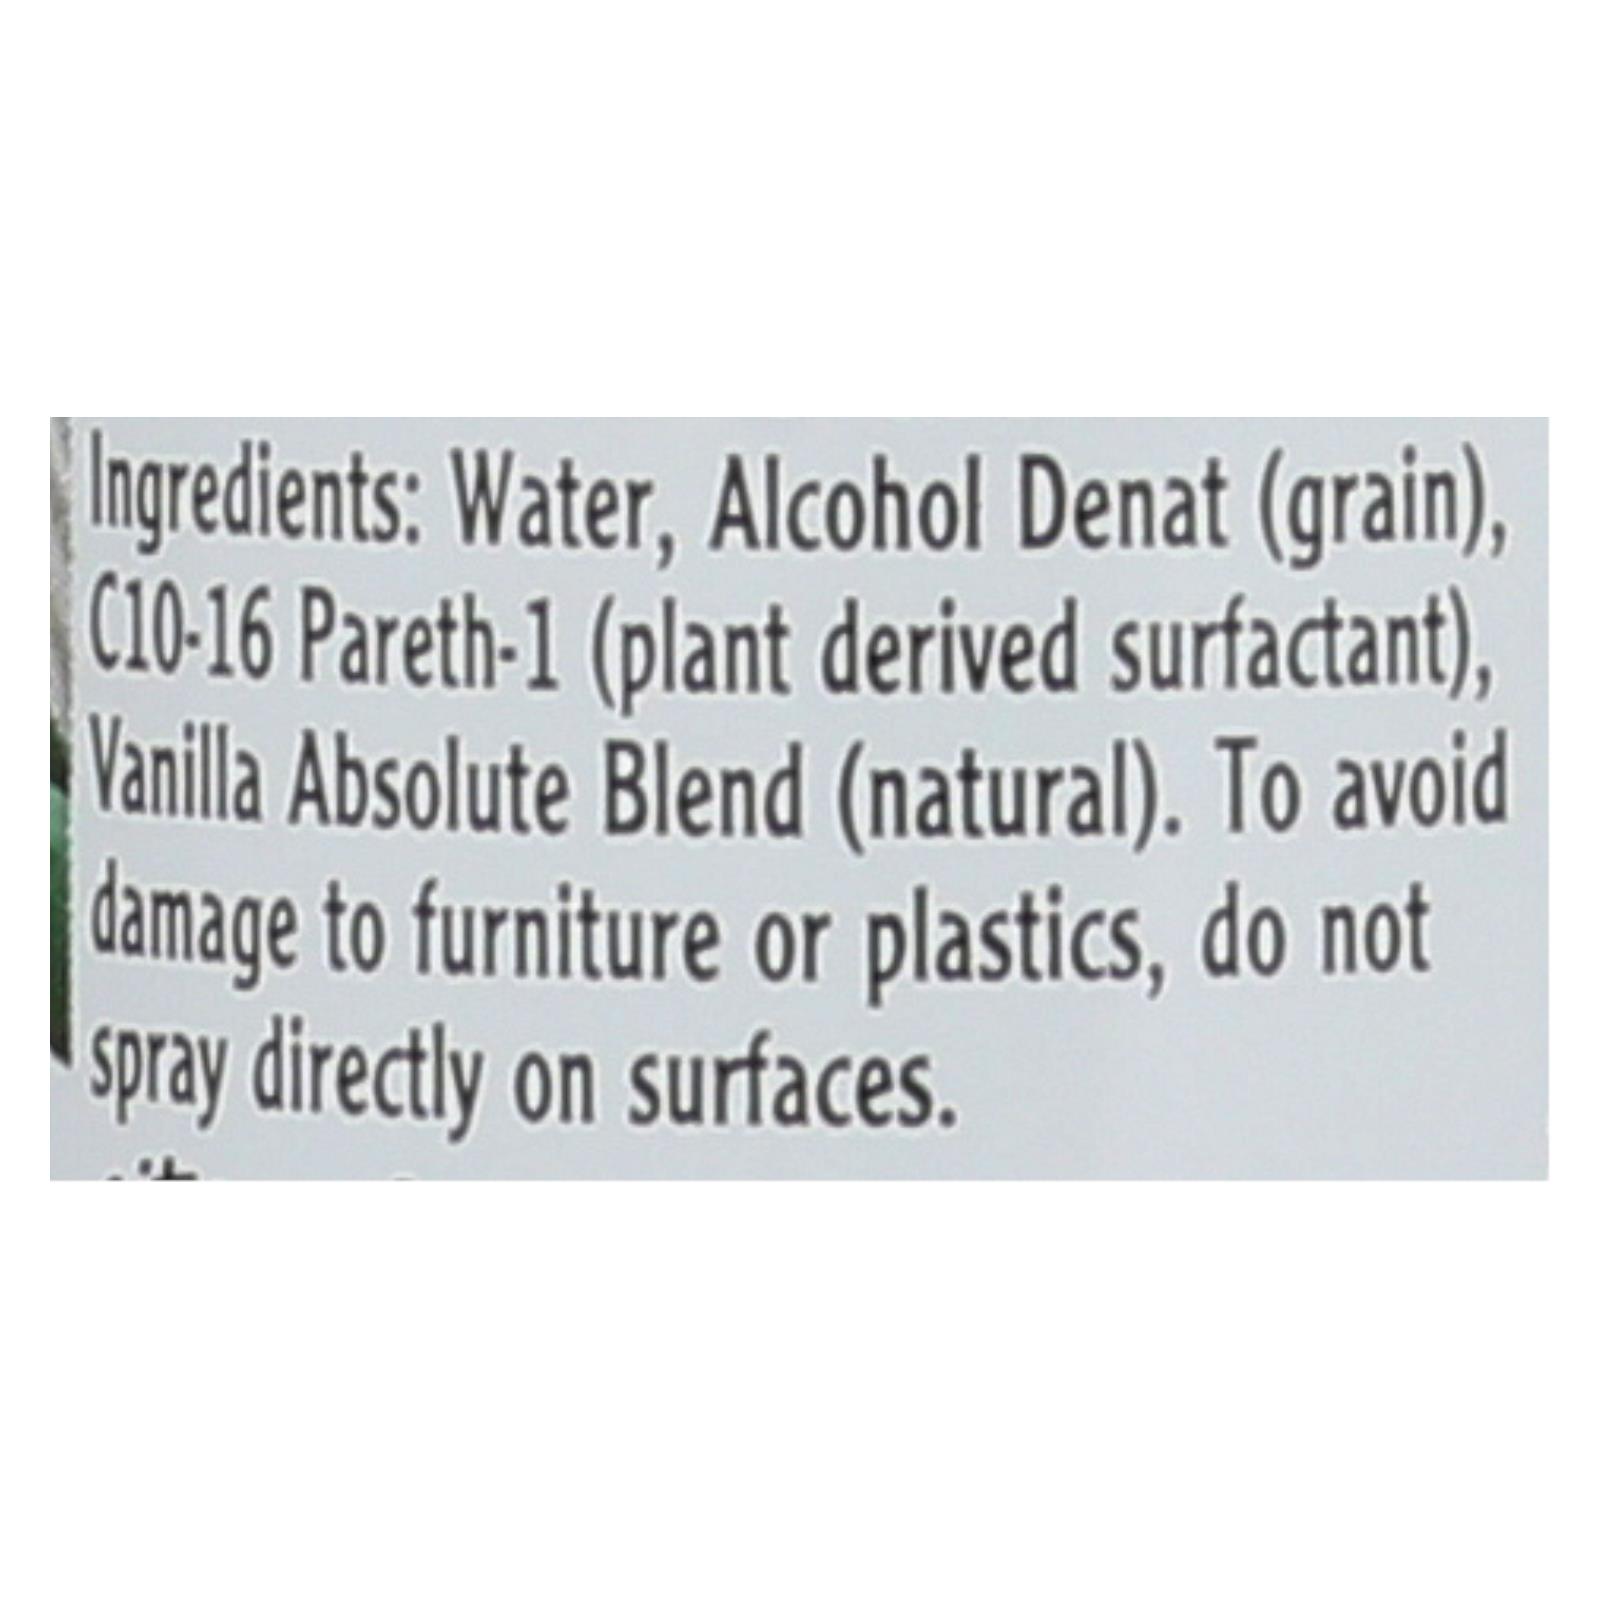 Ingredients: Water, Alcohol Denat (grain),
C10-16 Pareth-1 (plant derived surfactant),
Vanilla Absolute Blend (natural). To avoid
damage to furniture or plastics, do not
spray directly on surfaces.